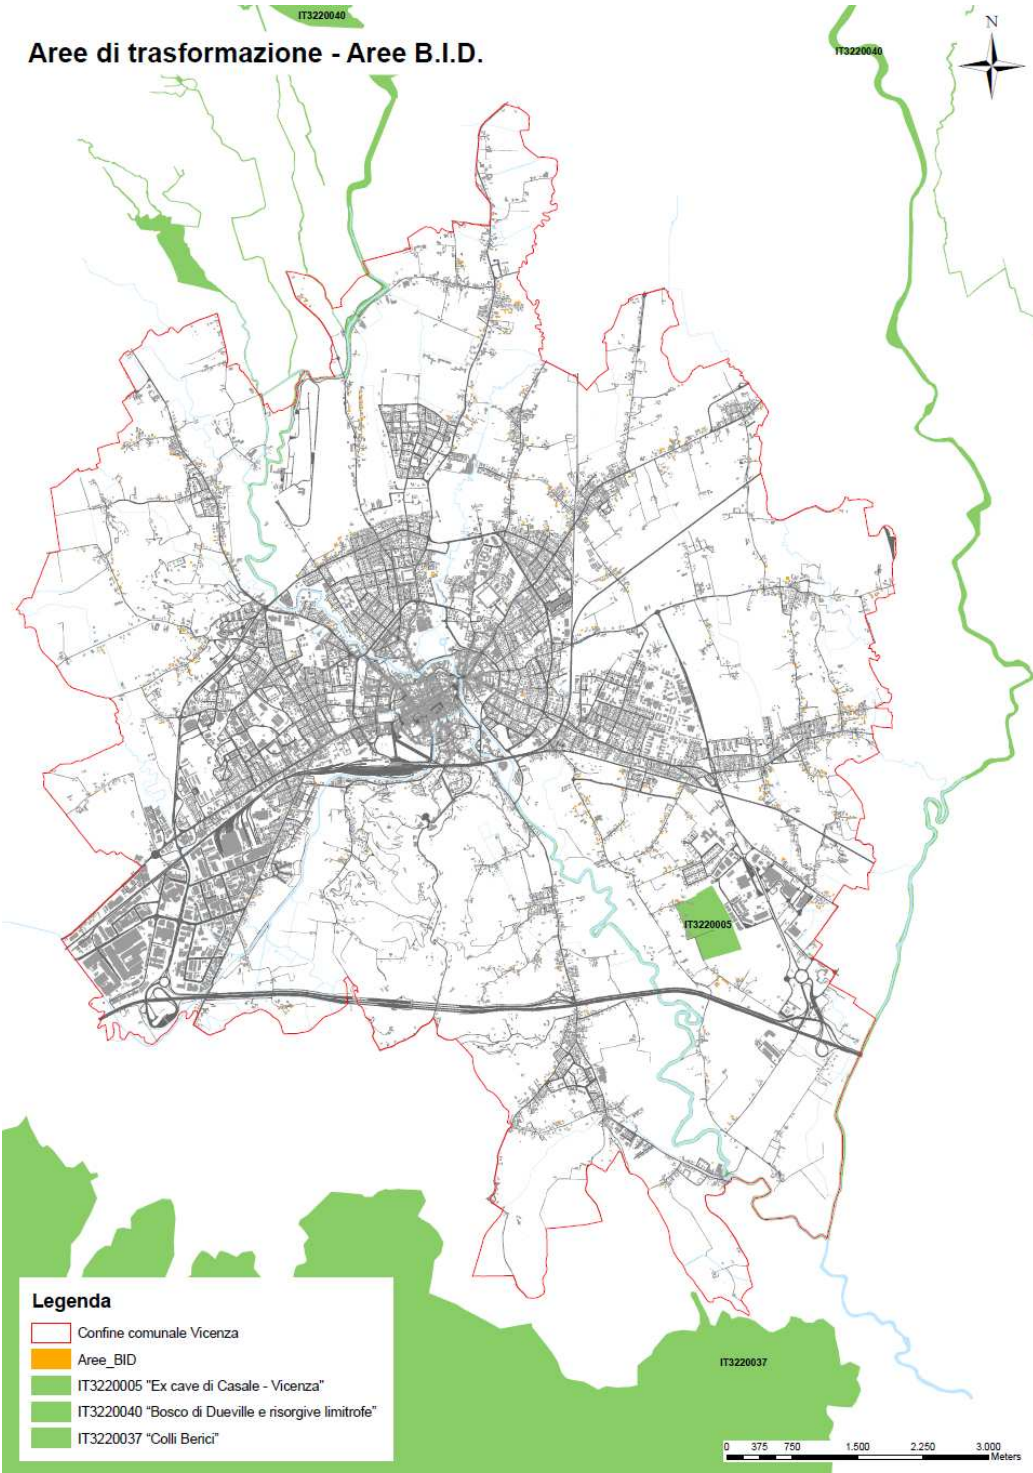 IT3220040
Aree di trasformazione - Aree B.I.D.
IT3220040
N
IT3220005
Legenda
Confine comunale Vicenza
Aree_BID
IT3220005 "Ex cave di Casale - Vicenza"
IT3220040 “Bosco di Dueville e risorgive limitrofe”
IT3220037 “Colli Berici”
IT3220037
0 375 750 1.500 2.250 3.000
Meters